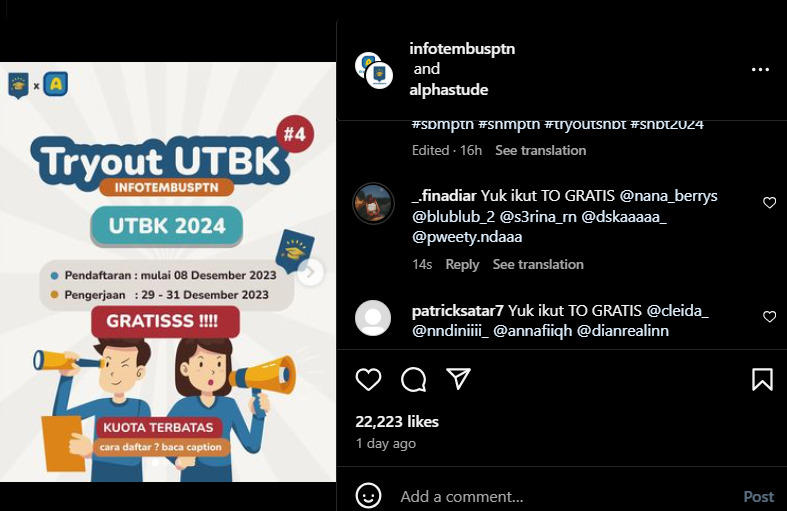 A
x
A
#4
Tryout UTBK
INFOTEMBUSPTN
UTBK 2024
Pendaftaran : mulai 08 Desember 2023
Pengerjaan : 29 - 31 Desember 2023
GRATISSS !!!!
KUOTA TERBATAS
cara daftar ? baca caption
infotembusptn
and
alphastude
#sbmptn #snmptn #tryoutsnbt #snbt2024
Edited · 16h See translation
_.finadiar Yuk ikut TO GRATIS @nana_berrys
@blublub_2 @s3rina_rn @dskaaaaa_
@pweety.ndaaa
14s Reply See translation
patricksatar7 Yuk ikut TO GRATIS @cleida_
@nndiniiii_ @annafiiqh @dianrealinn
22,223 likes
1 day ago
Add a comment...
Post